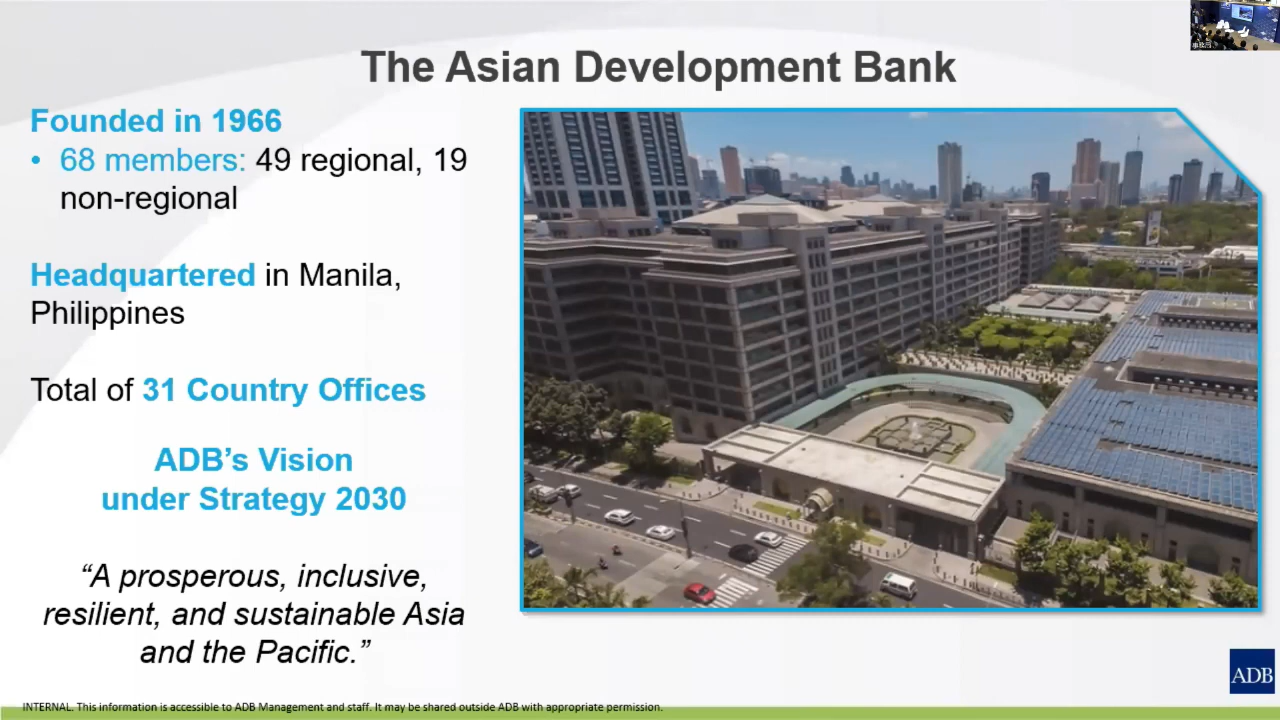 The Asian Development Bank
Founded in 1966
• 68 members: 49 regional, 19
non-regional
Headquartered in Manila,
Philippines
Total of 31 Country Offices
ADB’s Vision
under Strategy 2030
“A prosperous, inclusive,
resilient, and sustainable Asia
and the Pacific.”
ADB
INTERNAL. This information is accessible to ADB Management and staff. It may be shared outside ADB with appropriate permission.